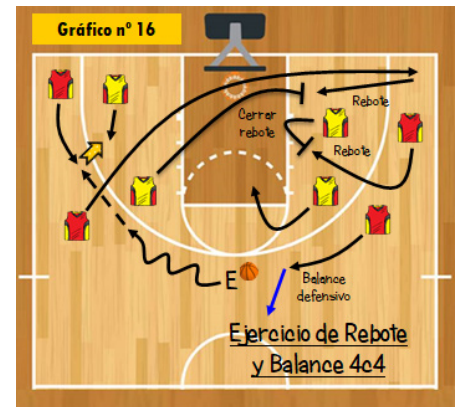 Gráfico nº 16
Rebote
Cerrar
rebote
Rebote
E
Balance
defensivo
Ejercicio de Rebote
y Balance 4c4